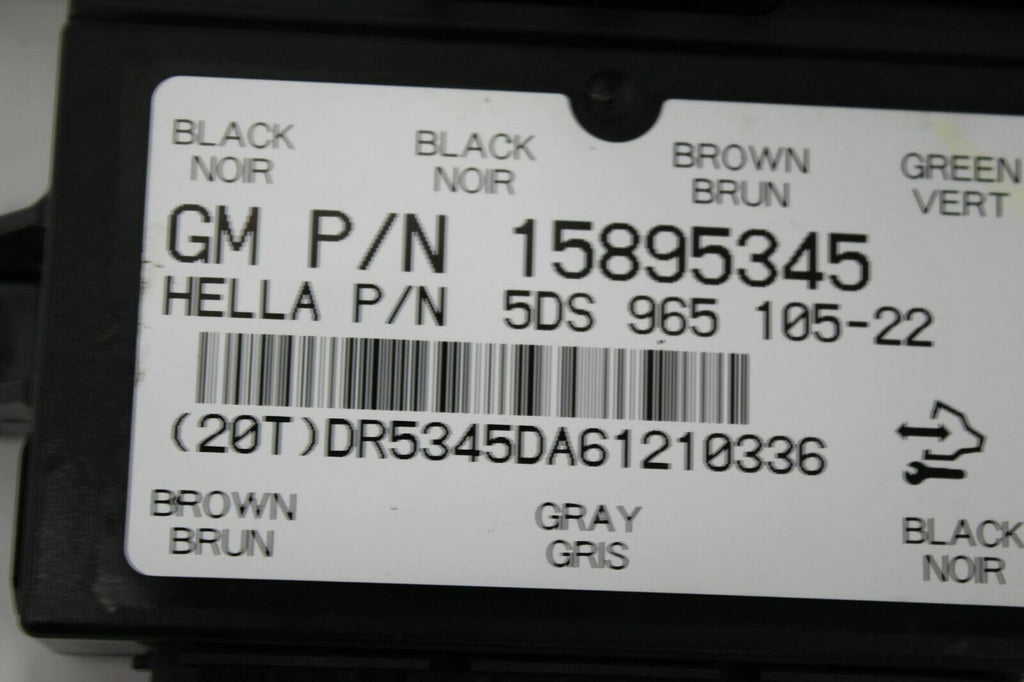 BLACK BLACK BROWN GREEN
NOIR NOIR BRUN VERT
GM P/N 15895345
HELLA P/N 5DS 965 105-22
(20T)DR5345DA61210336
BROWN GRAY BLACK
BRUN GRIS NOIR